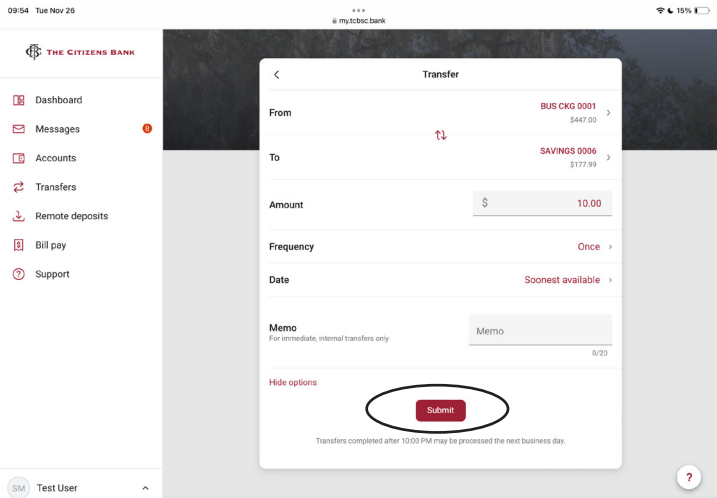 09:54 Tue Nov 26
my.tcbsc.bank
15%
THE CITIZENS BANK
Dashboard
Messages 8
Accounts
Transfers
Remote deposits
Bill pay
Support
SM Test User
Transfer
From BUS CKG 0001
$447.00
To SAVINGS 0006
$177.99
Amount $ 10.00
Frequency Once
Date Soonest available
Memo
For immediate, internal transfers only
Memo
0/20
Hide options
Submit
Transfers completed after 10:00 PM may be processed the next business day.
?